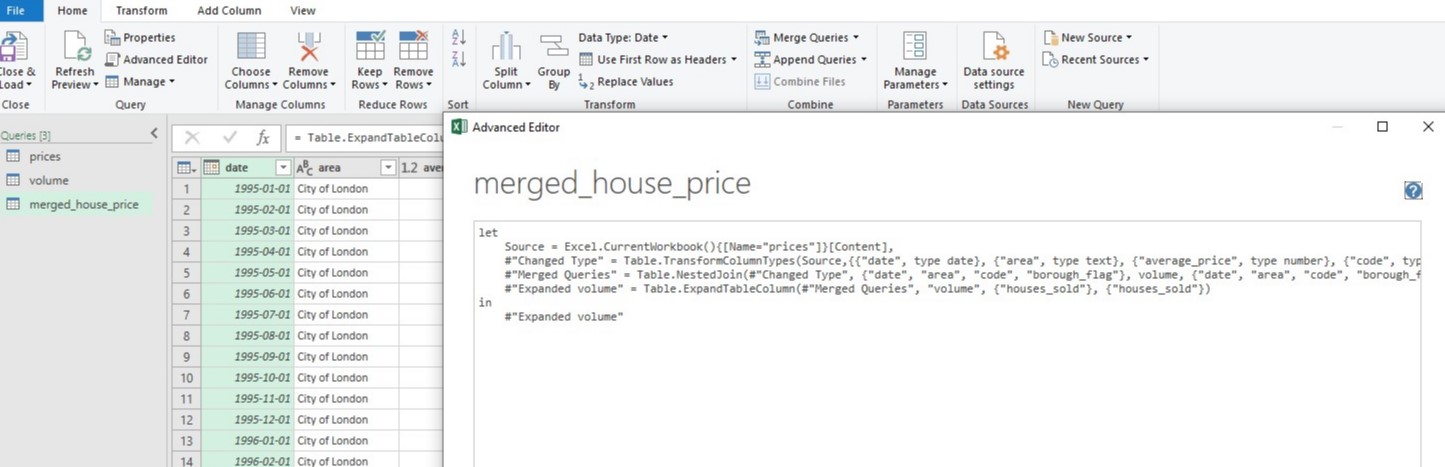 File Home Transform Add Column View
Close & Load
Close
Refresh Preview
Properties
Advanced Editor
Manage
Query
Choose Columns
Remove Columns
Manage Columns
Keep Rows
Remove Rows
Reduce Rows
Sort
Split Column
Group By
Data Type: Date
Use First Row as Headers
Replace Values
Transform
Merge Queries
Append Queries
Combine Files
Combine
Manage Parameters
Parameters
Data source settings
Data Sources
New Source
Recent Sources
New Query
Queries [3]
prices
volume
merged_house_price
fx = Table.ExpandTableColu
date ABC area 1.2 aver
1 1995-01-01 City of London
2 1995-02-01 City of London
3 1995-03-01 City of London
4 1995-04-01 City of London
5 1995-05-01 City of London
6 1995-06-01 City of London
7 1995-07-01 City of London
8 1995-08-01 City of London
9 1995-09-01 City of London
10 1995-10-01 City of London
11 1995-11-01 City of London
12 1995-12-01 City of London
13 1996-01-01 City of London
14 1996-02-01 City of London
Advanced Editor
merged_house_price
let
Source = Excel.CurrentWorkbook(){[Name="prices"]}[Content],
#"Changed Type" = Table.TransformColumnTypes(Source,{{"date", type date}, {"area", type text}, {"average_price", type number}, {"code", typ
#"Merged Queries" = Table.NestedJoin(#"Changed Type", {"date", "area", "code", "borough_flag"}, volume, {"date", "area", "code", "borough_f
#"Expanded volume" = Table.ExpandTableColumn(#"Merged Queries", "volume", {"houses_sold"}, {"houses_sold"})
in
#"Expanded volume"